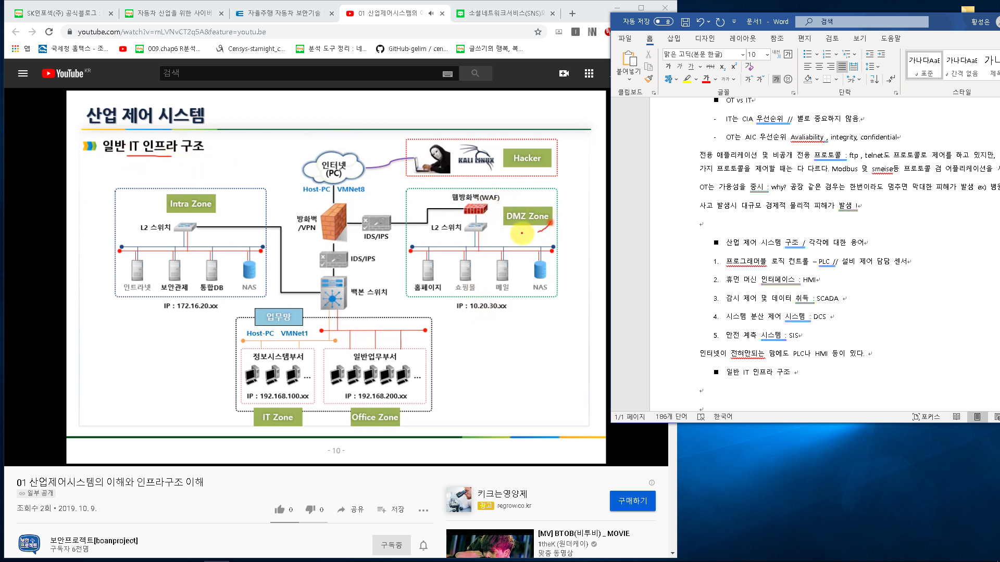 SK인포섹(주) 공식블로그 :
자동차 산업을 위한 사이버
자율주행 자동차 보안기술
01 산업제어시스템의
소셜네트워크서비스(SNS)
youtube.com/watch?v=mLVNvCT2q5A&feature=youtu.be
앱
국세청 홈택스 - 조...
009.chap6 R분석...
Censys-starnight_c...
분석 도구 정리 : 네...
GitHub-gelim / cen...
글쓰기의 행복, 복...
YouTube KR
검색
산업 제어 시스템
일반 IT 인프라 구조
인터넷
(PC)
Host-PC VMNet8
KALI LINUX
Hacker
Intra Zone
L2 스위치
인트라넷
보안관제
통합DB
NAS
IP : 172.16.20.xx
방화벽
/VPN
IDS/IPS
IDS/IPS
백본 스위치
웹방화벽(WAF)
DMZ Zone
L2 스위치
홈페이지
쇼핑몰
메일
NAS
IP : 10.20.30.xx
업무망
Host-PC VMNet1
정보시스템부서
...
IP : 192.168.100.xx
IT Zone
일반업무부서
...
IP : 192.168.200.xx
Office Zone
- 10 -
01 산업제어시스템의 이해와 인프라구조 이해
일부 공개
조회수 2회 • 2019. 10. 9.
0
0
공유
저장
보안프로젝트[boanproject]
구독자 6천명
구독중
키크는영양제
광고 regrow.co.kr
구매하기
[MV] BTOB(비투비) _ MOVIE
1theK (원더케이)
맞춤 동영상
자동 저장
끔
문서1 - Word
검색
황성은
파일
홈
삽입
디자인
레이아웃
참조
편지
검토
보기
도움말
붙여넣기
클립보드
맑은 고딕(본문 한글)
10
글꼴
단락
가나다AaE
표준
가나다AaE
간격 없음
스타일
■ OT vs IT
- IT는 CIA 우선순위 // 별로 중요하지 않음.
- OT는 AIC 우선순위 Avaliability , integrity, confidential
전용 애플리케이션 및 비공개 전용 프로토콜 : ftp , telnet도 프로토콜로 제어를 하고 있지만,
가지 프로토콜을 제어할 때는 다 다르다. Modbus 및 smeise등 프로토콜 겸 어플리케이션을
OT는 가용성을 중시 : why? 공장 같은 경우는 한번이라도 멈추면 막대한 피해가 발생 ex) 병원
사고 발생시 대규모 경제적 물리적 피해가 발생 !
■ 산업 제어 시스템 구조 / 각각에 대한 용어
1. 프로그래머블 로직 컨트롤 – PLC // 설비 제어 담당 센서
2. 휴먼 머신 인터페이스 : HMI
3. 감시 제어 및 데이터 취득 : SCADA
4. 시스템 분산 제어 시스템 : DCS
5. 안전 계측 시스템 : SIS
인터넷이 전혀안되는 망에도 PLC나 HMI 등이 있다.
■ 일반 IT 인프라 구조
1/1 페이지
186개 단어
한국어
포커스